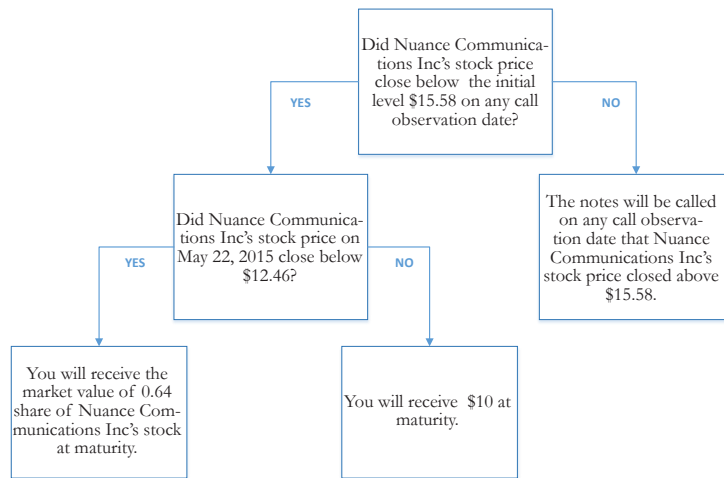 Did Nuance Communica-
tions Inc's stock price
close below the initial
level $15.58 on any call
observation date?
YES
NO
Did Nuance Communica-
tions Inc's stock price on
May 22, 2015 close below
$12.46?
The notes will be called
on any call observa-
tion date that Nuance
Communications Inc's
stock price closed above
$15.58.
YES
NO
You will receive the
market value of 0.64
share of Nuance Com-
munications Inc's stock
at maturity.
You will receive $10 at
maturity.